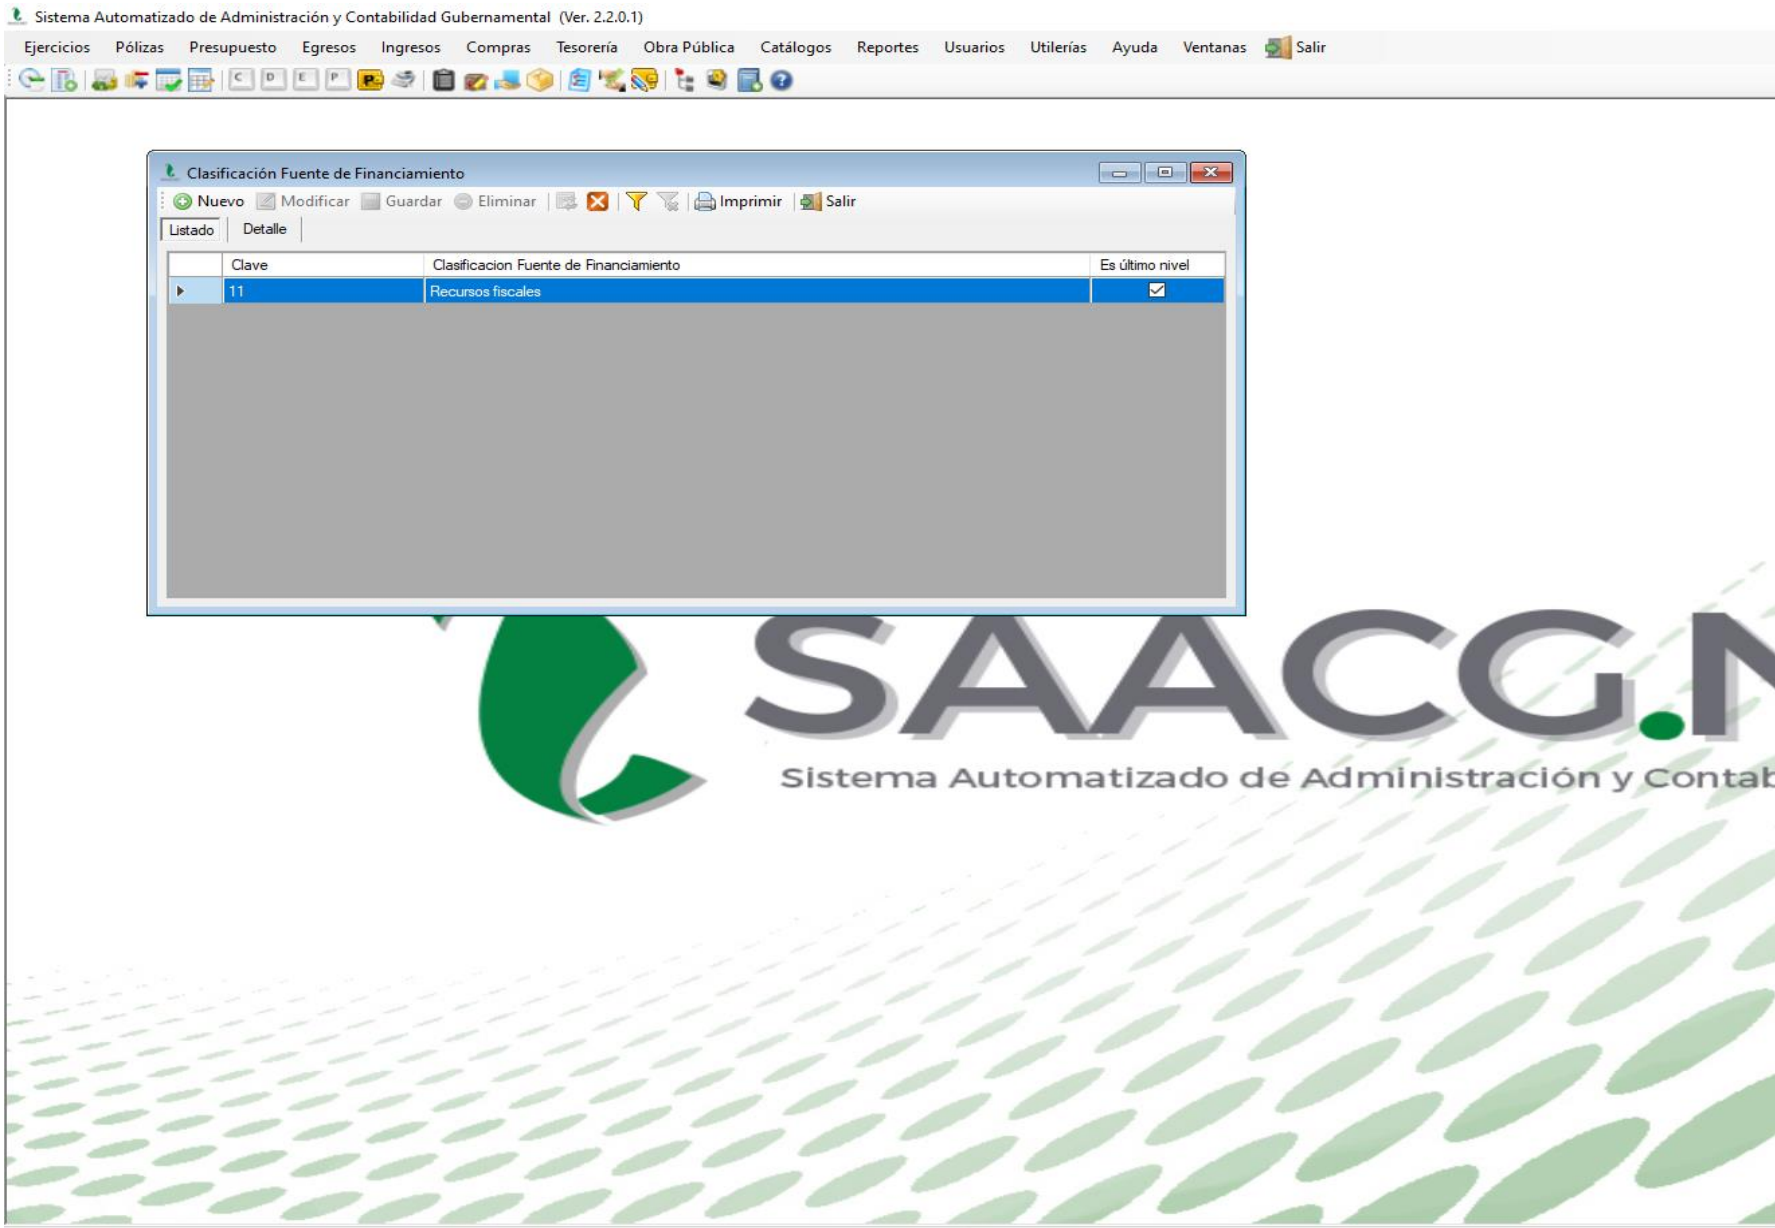 Sistema Automatizado de Administración y Contabilidad Gubernamental (Ver. 2.2.0.1)
Ejercicios Pólizas Presupuesto Egresos Ingresos Compras Tesorería Obra Pública Catálogos Reportes Usuarios Utilerías Ayuda Ventanas Salir
C D E P P
Clasificación Fuente de Financiamiento
Nuevo Modificar Guardar Eliminar Imprimir Salir
Listado Detalle
Clave Clasificacion Fuente de Financiamiento Es último nivel
11 Recursos fiscales
SAACG.N
Sistema Automatizado de Administración y Contab